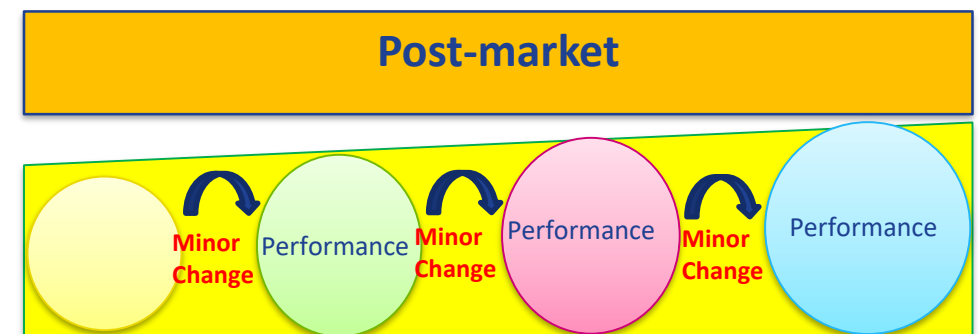 Post-market
Minor
Change
Performance
Minor
Change
Performance
Minor
Change
Performance